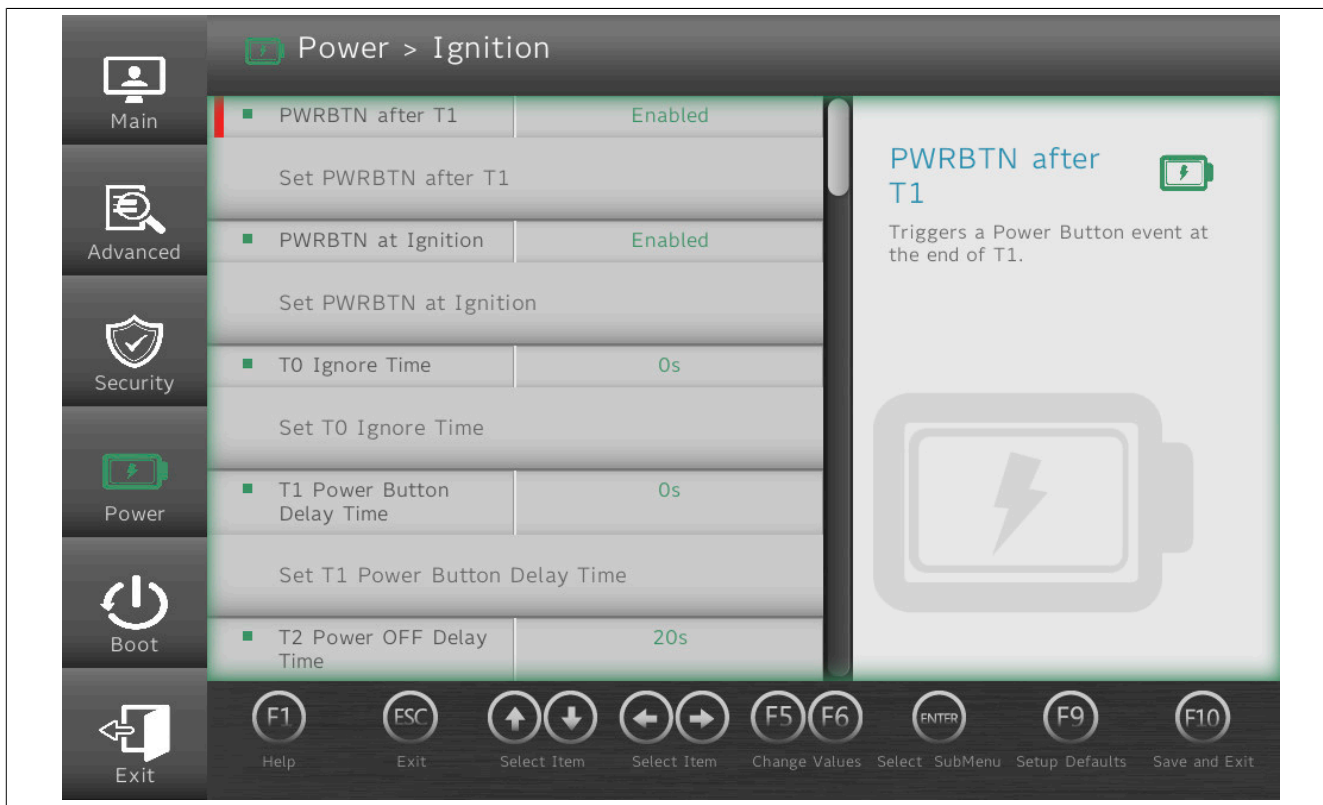 Power > Ignition
Main
Advanced
Security
Power
Boot
Exit
PWRBTN after T1
Enabled
Set PWRBTN after T1
PWRBTN at Ignition
Enabled
Set PWRBTN at Ignition
T0 Ignore Time
0s
Set T0 Ignore Time
T1 Power Button
Delay Time
0s
Set T1 Power Button Delay Time
T2 Power OFF Delay
Time
20s
PWRBTN after
T1
Triggers a Power Button event at
the end of T1.
F1
Help
ESC
Exit
Select Item
Select Item
F5 F6
Change Values
ENTER
Select SubMenu
F9
Setup Defaults
F10
Save and Exit